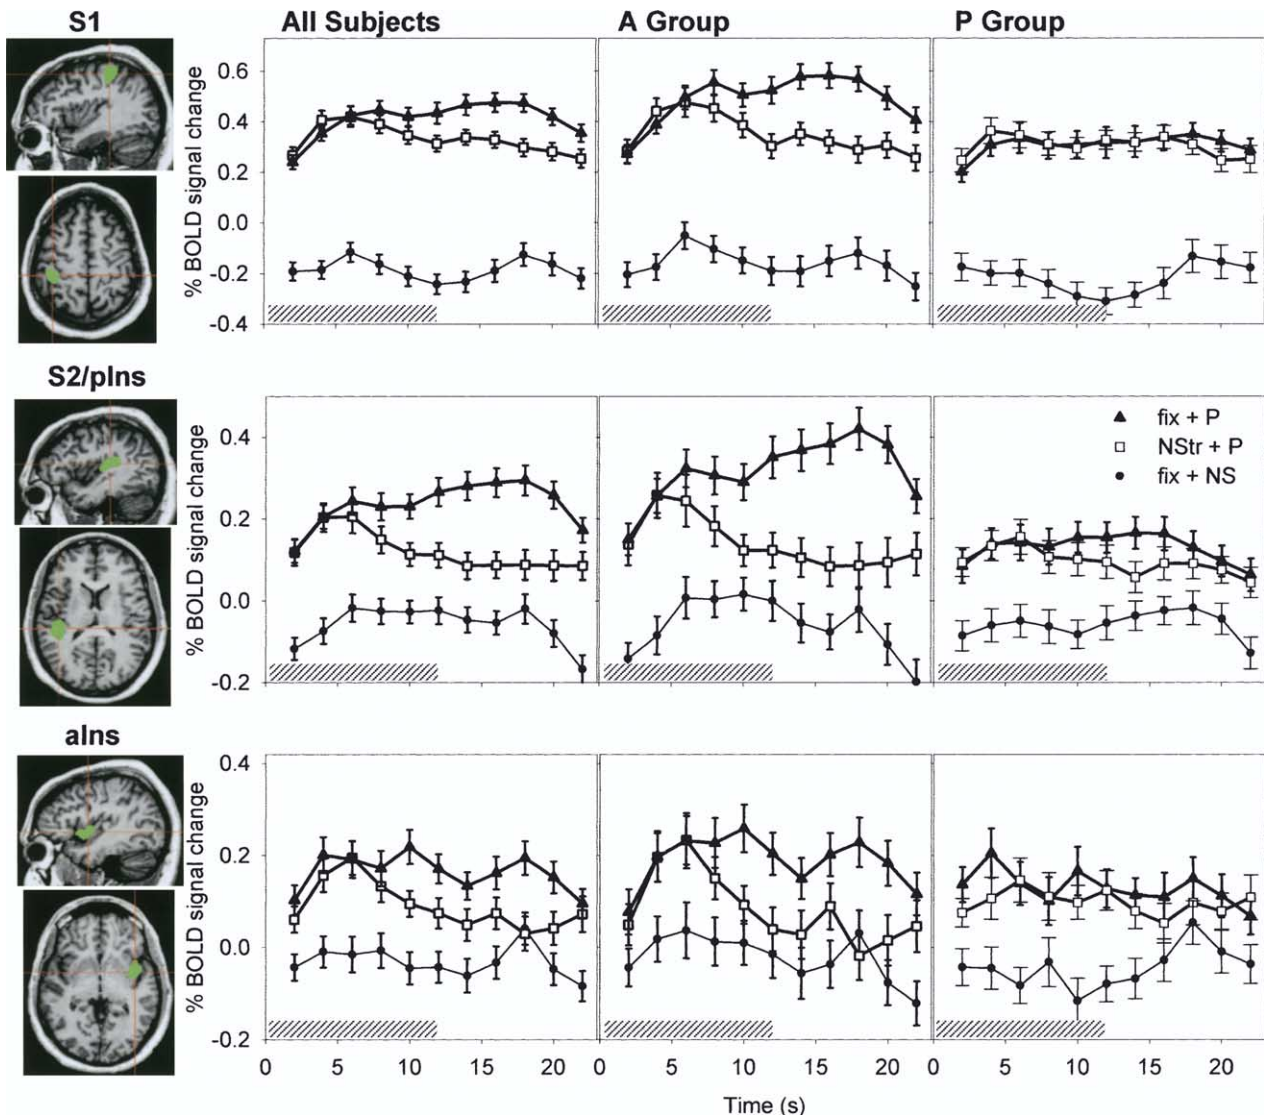 S1
All Subjects
A Group
P Group
% BOLD signal change
0.6
0.4
0.2
0.0
-0.2
-0.4
S2/pIns
% BOLD signal change
0.4
0.2
0.0
-0.2
fix + P
NStr + P
fix + NS
aIns
% BOLD signal change
0.4
0.2
0.0
-0.2
0 5 10 15 20 0 5 10 15 20 0 5 10 15 20
Time (s)